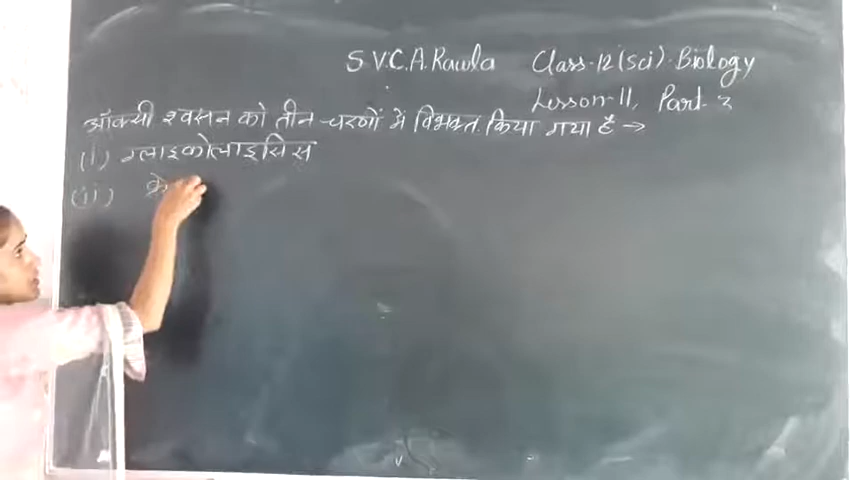 S V.C.A. Rawla Class-12 (Sci) Biology
Lesson-11, Part-3
ऑक्सी श्वसन को तीन चरणों में विभक्त किया गया है →
(i) ग्लाइकोलाइसिस
(ii) क्रे